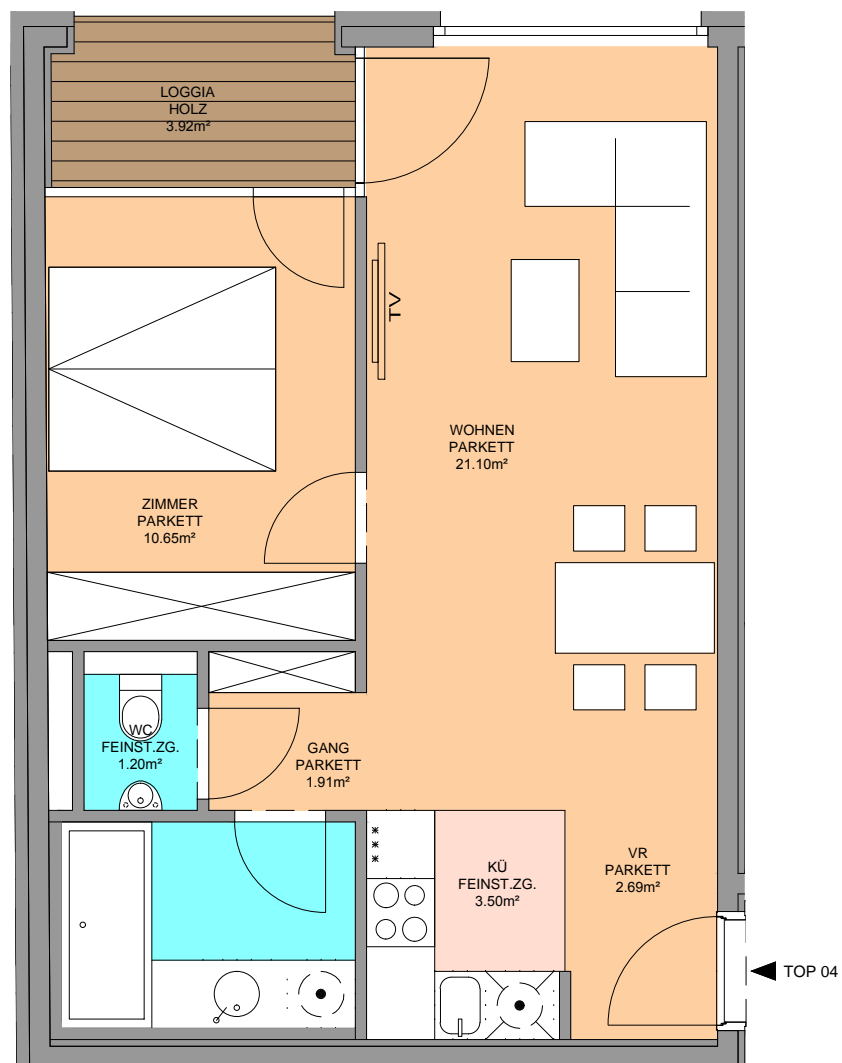 LOGGIA
HOLZ
3.92m²
TV
WOHNEN
PARKETT
21.10m²
ZIMMER
PARKETT
10.65m²
WC
FEINST.ZG.
1.20m²
GANG
PARKETT
1.91m²
KÜ
FEINST.ZG.
3.50m²
VR
PARKETT
2.69m²
TOP 04